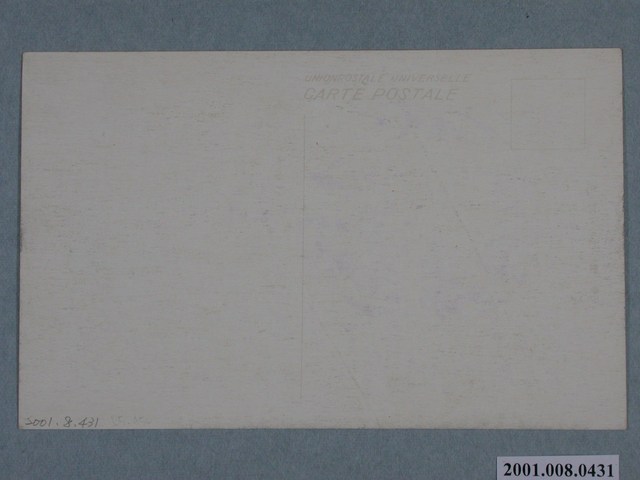 UNION POSTALE UNIVERSELLE
CARTE POSTALE
2001.8.431
2001.008.0431